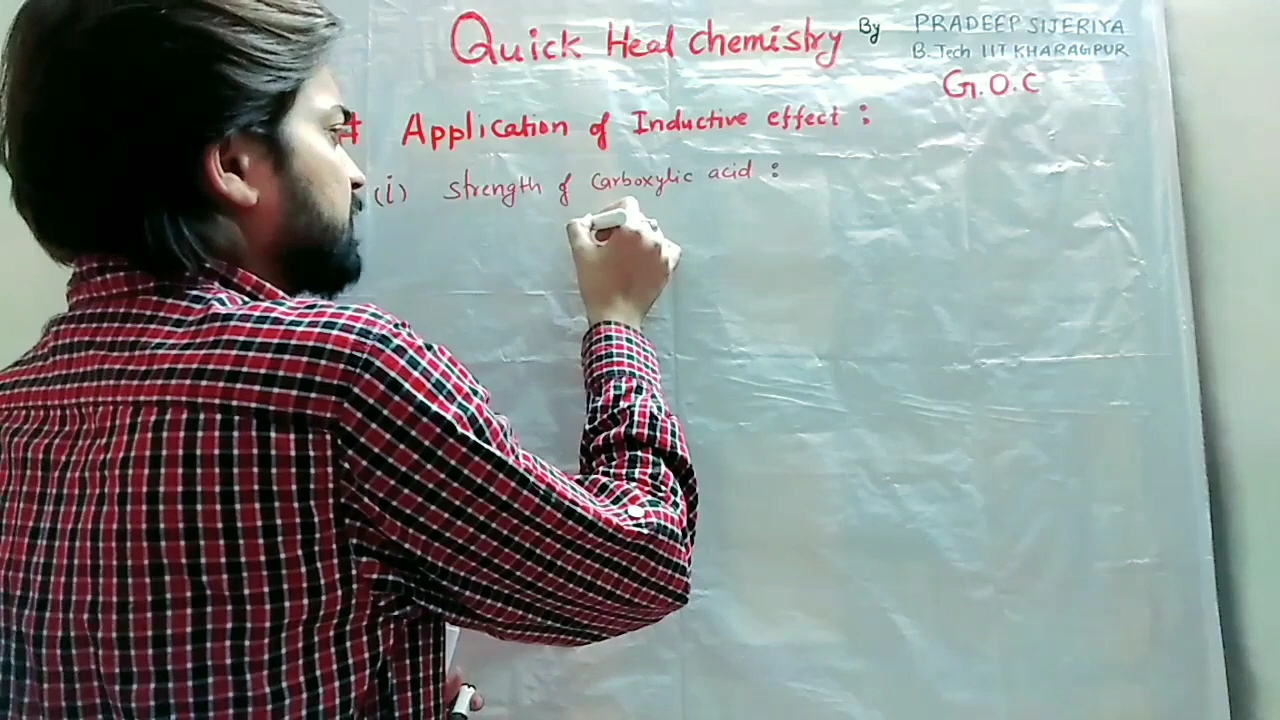 Quick Heal chemistry By PRADEEP SIJERIYA
B.Tech IIT KHARAGPUR
G.O.C
# Application of Inductive effect :
(i) strength of carboxylic acid :